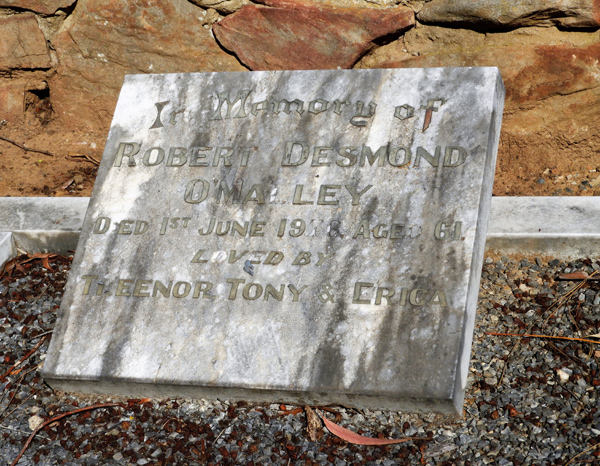 In Memory of
ROBERT DESMOND
O'MALLEY
DIED 1ST JUNE AGED 61
LOVED BY
TONY & ERICA